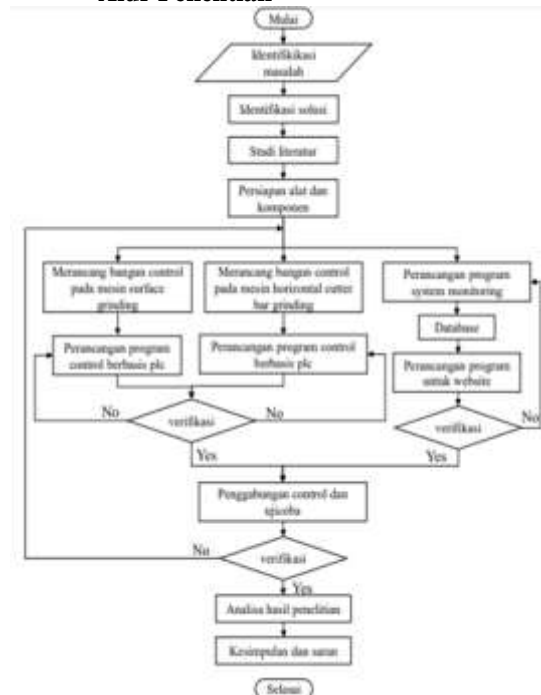 Alur Penelitian
Mulai
Identifikikasi
masalah
Identifikasi solusi
Studi literatur
Persiapan alat dan
komponen
Merancang bangun control
pada mesin surface
grinding
Merancang bangun control
pada mesin horizontal cutter
bar grinding
Perancangan program
system monitoring
Database
Perancangan program
control berbasis plc
Perancangan program control
berbasis plc
Perancangan program
untuk website
No
verifikasi
No
verifikasi
No
Yes
Yes
Penggabungan control dan
ujicoba
No
verifikasi
Yes
Analisa hasil penelitian
Kesimpulan dan saran
Selesai